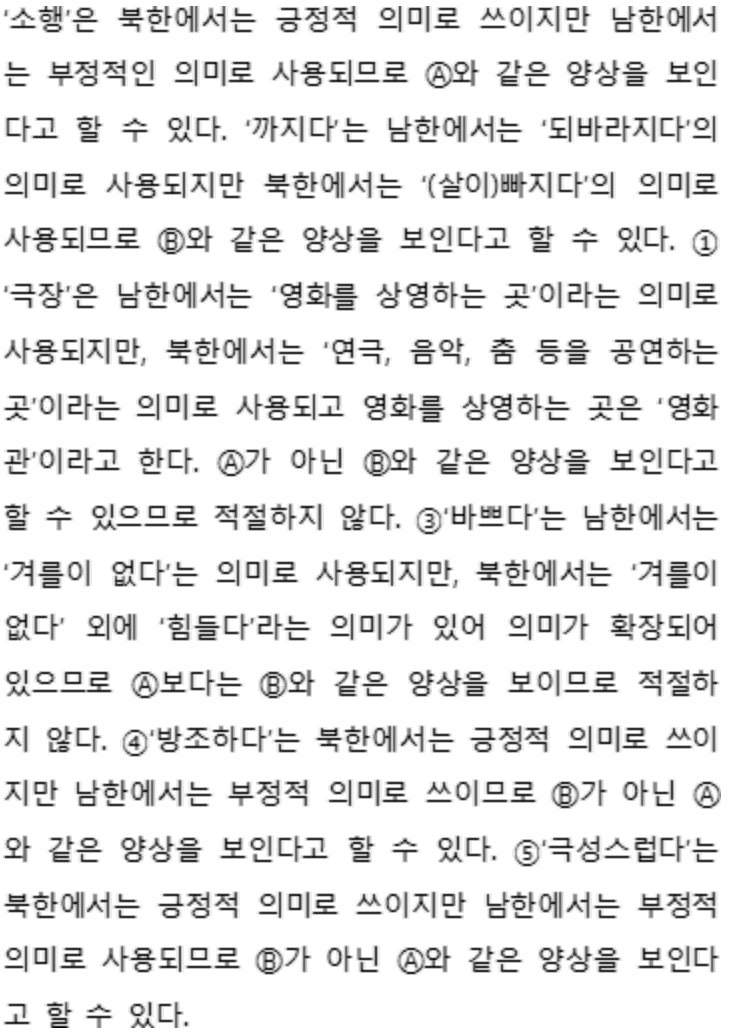 '소행'은 북한에서는 긍정적 의미로 쓰이지만 남한에서
는 부정적인 의미로 사용되므로 Ⓐ와 같은 양상을 보인
다고 할 수 있다. '까지다'는 남한에서는 '되바라지다'의
의미로 사용되지만 북한에서는 '(살이)빠지다'의 의미로
사용되므로 Ⓑ와 같은 양상을 보인다고 할 수 있다. ①
'극장'은 남한에서는 '영화를 상영하는 곳'이라는 의미로
사용되지만, 북한에서는 '연극, 음악, 춤 등을 공연하는
곳'이라는 의미로 사용되고 영화를 상영하는 곳은 '영화
관'이라고 한다. Ⓐ가 아닌 Ⓑ와 같은 양상을 보인다고
할 수 있으므로 적절하지 않다. ③'바쁘다'는 남한에서는
'겨를이 없다'는 의미로 사용되지만, 북한에서는 '겨를이
없다' 외에 '힘들다'라는 의미가 있어 의미가 확장되어
있으므로 Ⓐ보다는 Ⓑ와 같은 양상을 보이므로 적절하
지 않다. ④'방조하다'는 북한에서는 긍정적 의미로 쓰이
지만 남한에서는 부정적 의미로 쓰이므로 Ⓑ가 아닌 Ⓐ
와 같은 양상을 보인다고 할 수 있다. ⑤'극성스럽다'는
북한에서는 긍정적 의미로 쓰이지만 남한에서는 부정적
의미로 사용되므로 Ⓑ가 아닌 Ⓐ와 같은 양상을 보인다
고 할 수 있다.